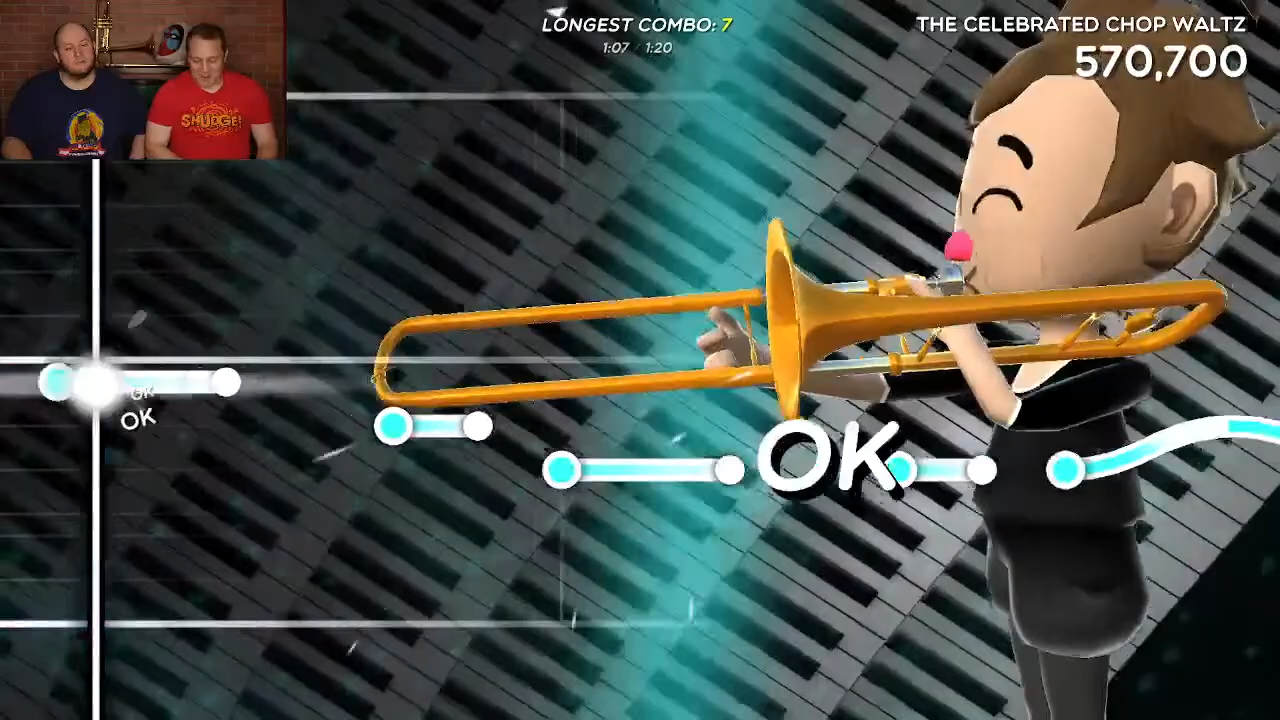 LONGEST COMBO: 7
1:07 / 1:20
THE CELEBRATED CHOP WALTZ
570,700
SHUDGE!
OK
OK
OK